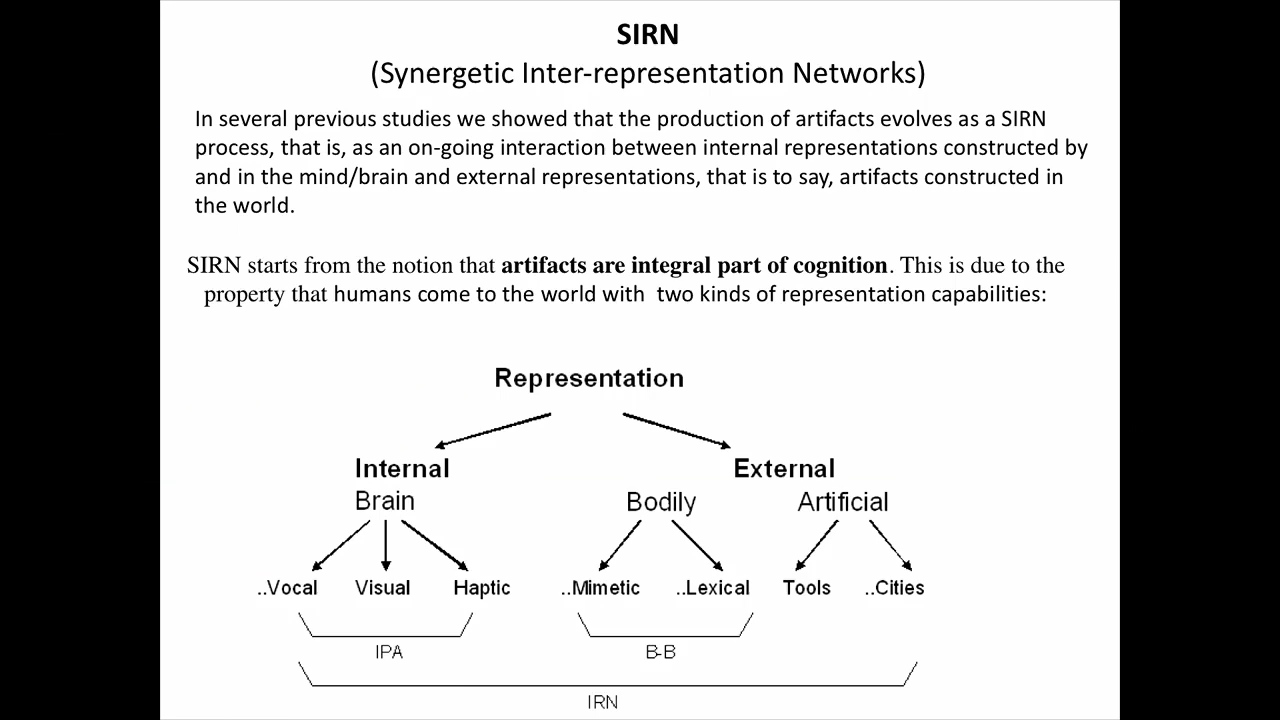 SIRN
(Synergetic Inter-representation Networks)
In several previous studies we showed that the production of artifacts evolves as a SIRN
process, that is, as an on-going interaction between internal representations constructed by
and in the mind/brain and external representations, that is to say, artifacts constructed in
the world.
SIRN starts from the notion that artifacts are integral part of cognition. This is due to the
property that humans come to the world with two kinds of representation capabilities:
Representation
Internal External
Brain Bodily Artificial
..Vocal Visual Haptic ..Mimetic ..Lexical Tools ..Cities
IPA B-B
IRN